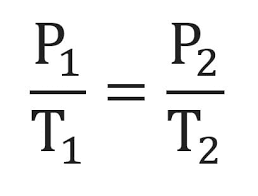 P₁/T₁ = P₂/T₂